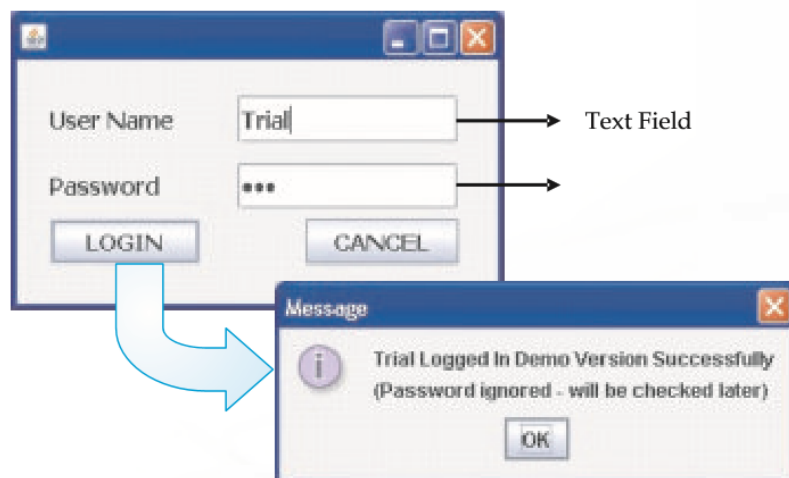 User Name
Trial
Text Field
Password
•••
LOGIN
CANCEL
Message
Trial Logged In Demo Version Successfully
(Password ignored - will be checked later)
OK